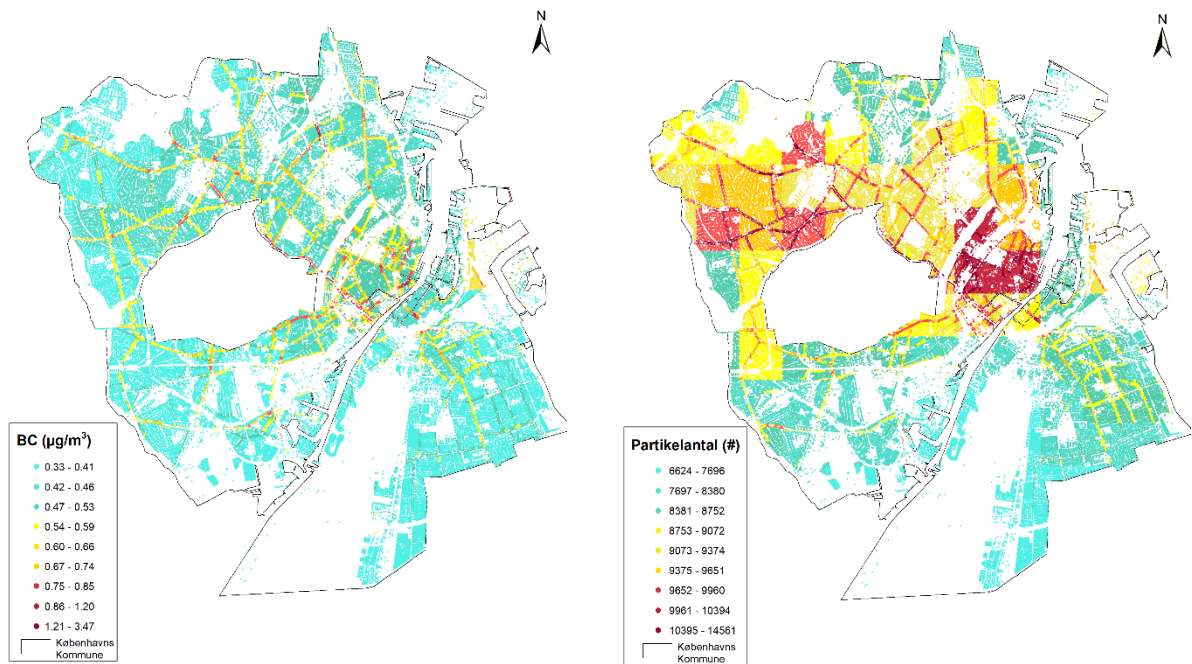 N
BC (µg/m³)
0.33 - 0.41
0.42 - 0.46
0.47 - 0.53
0.54 - 0.59
0.60 - 0.66
0.67 - 0.74
0.75 - 0.85
0.86 - 1.20
1.21 - 3.47
Københavns
Kommune
N
Partikelantal (#)
6624 - 7696
7697 - 8380
8381 - 8752
8753 - 9072
9073 - 9374
9375 - 9651
9652 - 9960
9961 - 10394
10395 - 14561
Københavns
Kommune